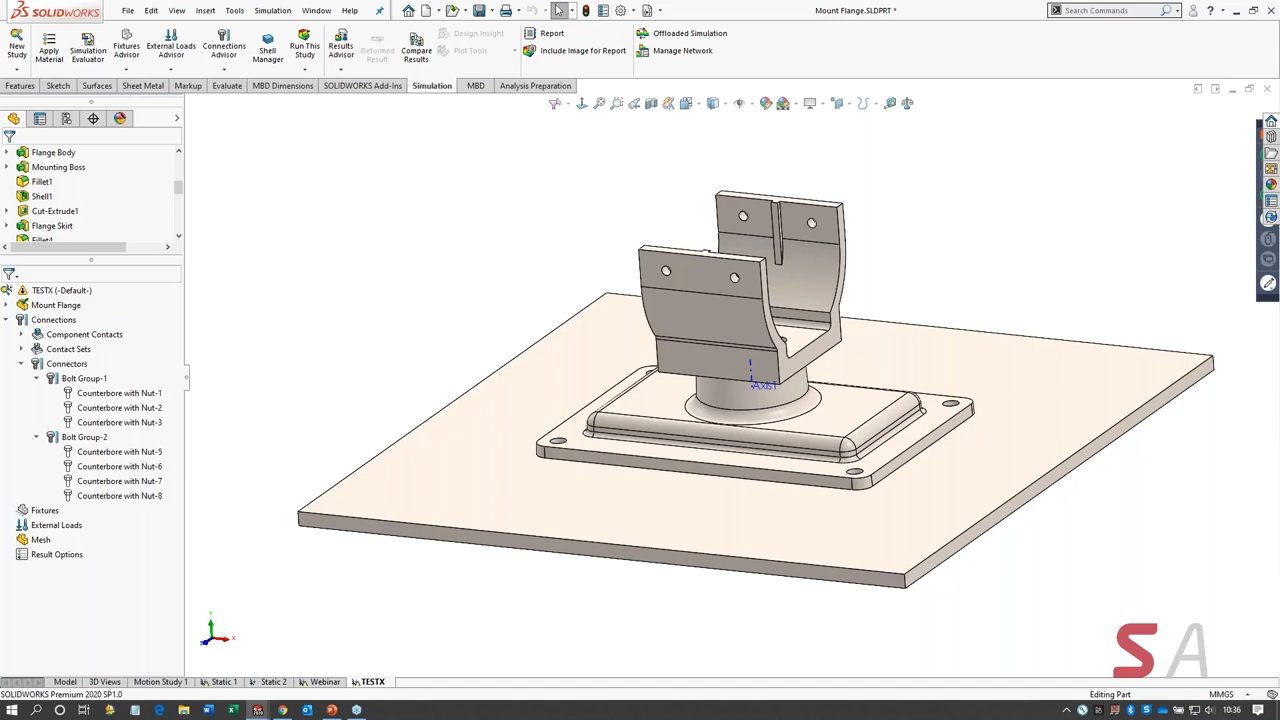 SOLIDWORKS File Edit View Insert Tools Simulation Window Help Mount Flange.SLDPRT * Search Commands
New Study Apply Material Simulation Evaluator Fixtures Advisor External Loads Advisor Connections Advisor Shell Manager Run This Study Results Advisor Deformed Result Compare Results Design Insight Plot Tools Report Include Image for Report Offloaded Simulation Manage Network
Features Sketch Surfaces Sheet Metal Markup Evaluate MBD Dimensions SOLIDWORKS Add-Ins Simulation MBD Analysis Preparation
Flange Body
Mounting Boss
Fillet1
Shell1
Cut-Extrude1
Flange Skirt
Fillet4
TESTX (-Default-)
Mount Flange
Connections
Component Contacts
Contact Sets
Connectors
Bolt Group-1
Counterbore with Nut-1
Counterbore with Nut-2
Counterbore with Nut-3
Bolt Group-2
Counterbore with Nut-5
Counterbore with Nut-6
Counterbore with Nut-7
Counterbore with Nut-8
Fixtures
External Loads
Mesh
Result Options
Axis1
Y
X
S A
Model 3D Views Motion Study 1 Static 1 Static 2 Webinar TESTX
SOLIDWORKS Premium 2020 SP1.0 Editing Part MMGS
10:36